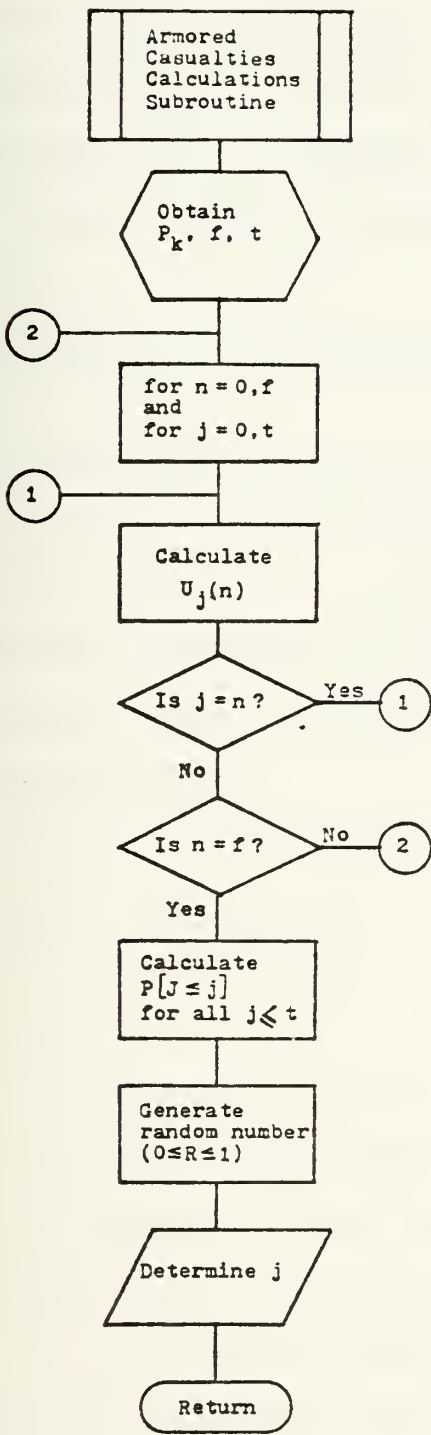 Armored
Casualties
Calculations
Subroutine
Obtain
P_k, f, t
2
for n = 0,f
and
for j = 0,t
1
Calculate
U_j(n)
Is j = n ?
Yes
1
No
Is n = f ?
No
2
Yes
Calculate
P[J ≤ j]
for all j ⩽ t
Generate
random number
(0≤R≤1)
Determine j
Return